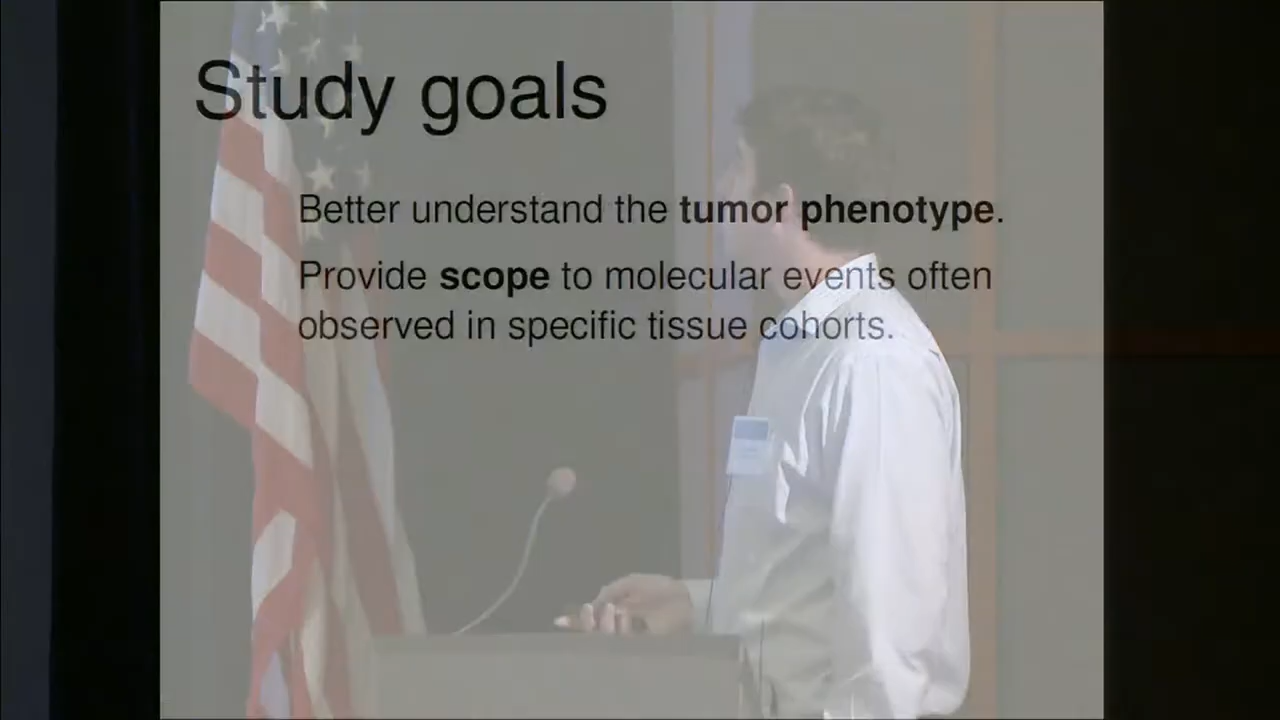 Study goals
Better understand the tumor phenotype.
Provide scope to molecular events often
observed in specific tissue cohorts.